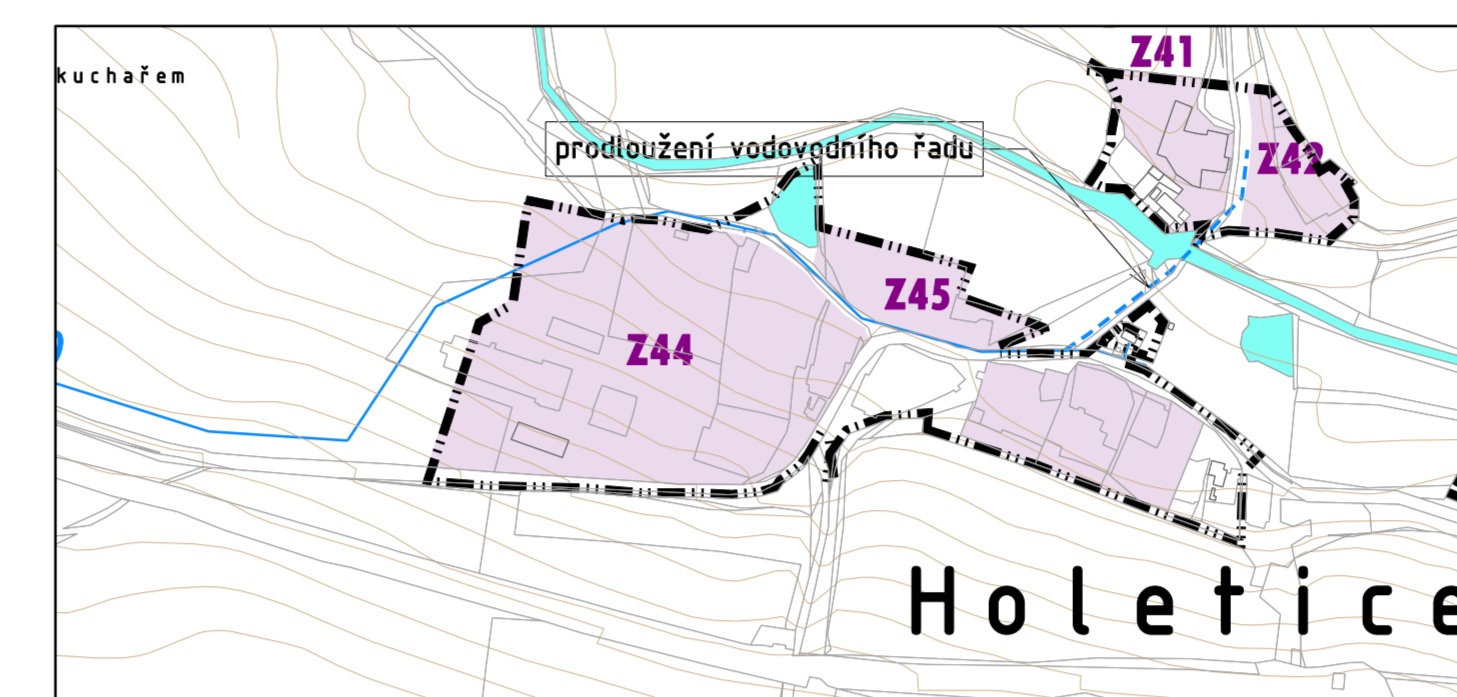 Z41
kuchařem
prodloužení vodovodního řadu
Z42
Z45
Z44
Holetice